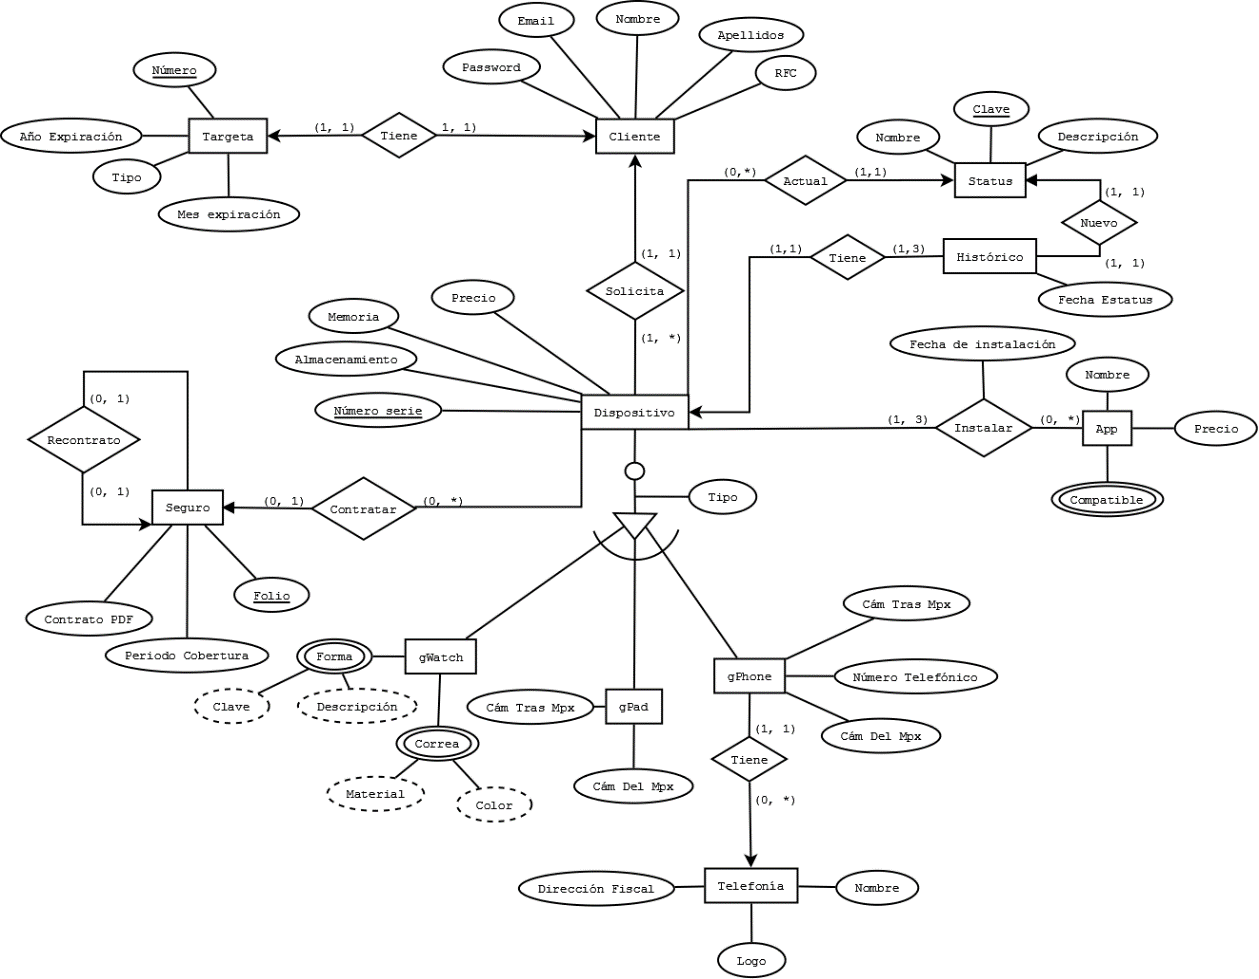 Email
Nombre
Apellidos
Password
RFC
Número
Año Expiración
Targeta
(1, 1)
Tiene
1, 1)
Cliente
Tipo
Mes expiración
Clave
Nombre
Descripción
(0,*)
Actual
(1,1)
Status
(1, 1)
Nuevo
(1,1)
Tiene
(1,3)
Histórico
(1, 1)
Fecha Estatus
(1, 1)
Solicita
(1, *)
Precio
Memoria
Almacenamiento
Número serie
Dispositivo
Fecha de instalación
Nombre
(1, 3)
Instalar
(0, *)
App
Precio
Compatible
(0, 1)
Recontrato
(0, 1)
Seguro
(0, 1)
Contratar
(0, *)
Tipo
Folio
Contrato PDF
Periodo Cobertura
Forma
gWatch
Clave
Descripción
Correa
Material
Color
Cám Tras Mpx
gPad
Cám Del Mpx
Cám Tras Mpx
gPhone
Número Telefónico
Cám Del Mpx
(1, 1)
Tiene
(0, *)
Dirección Fiscal
Telefonía
Nombre
Logo